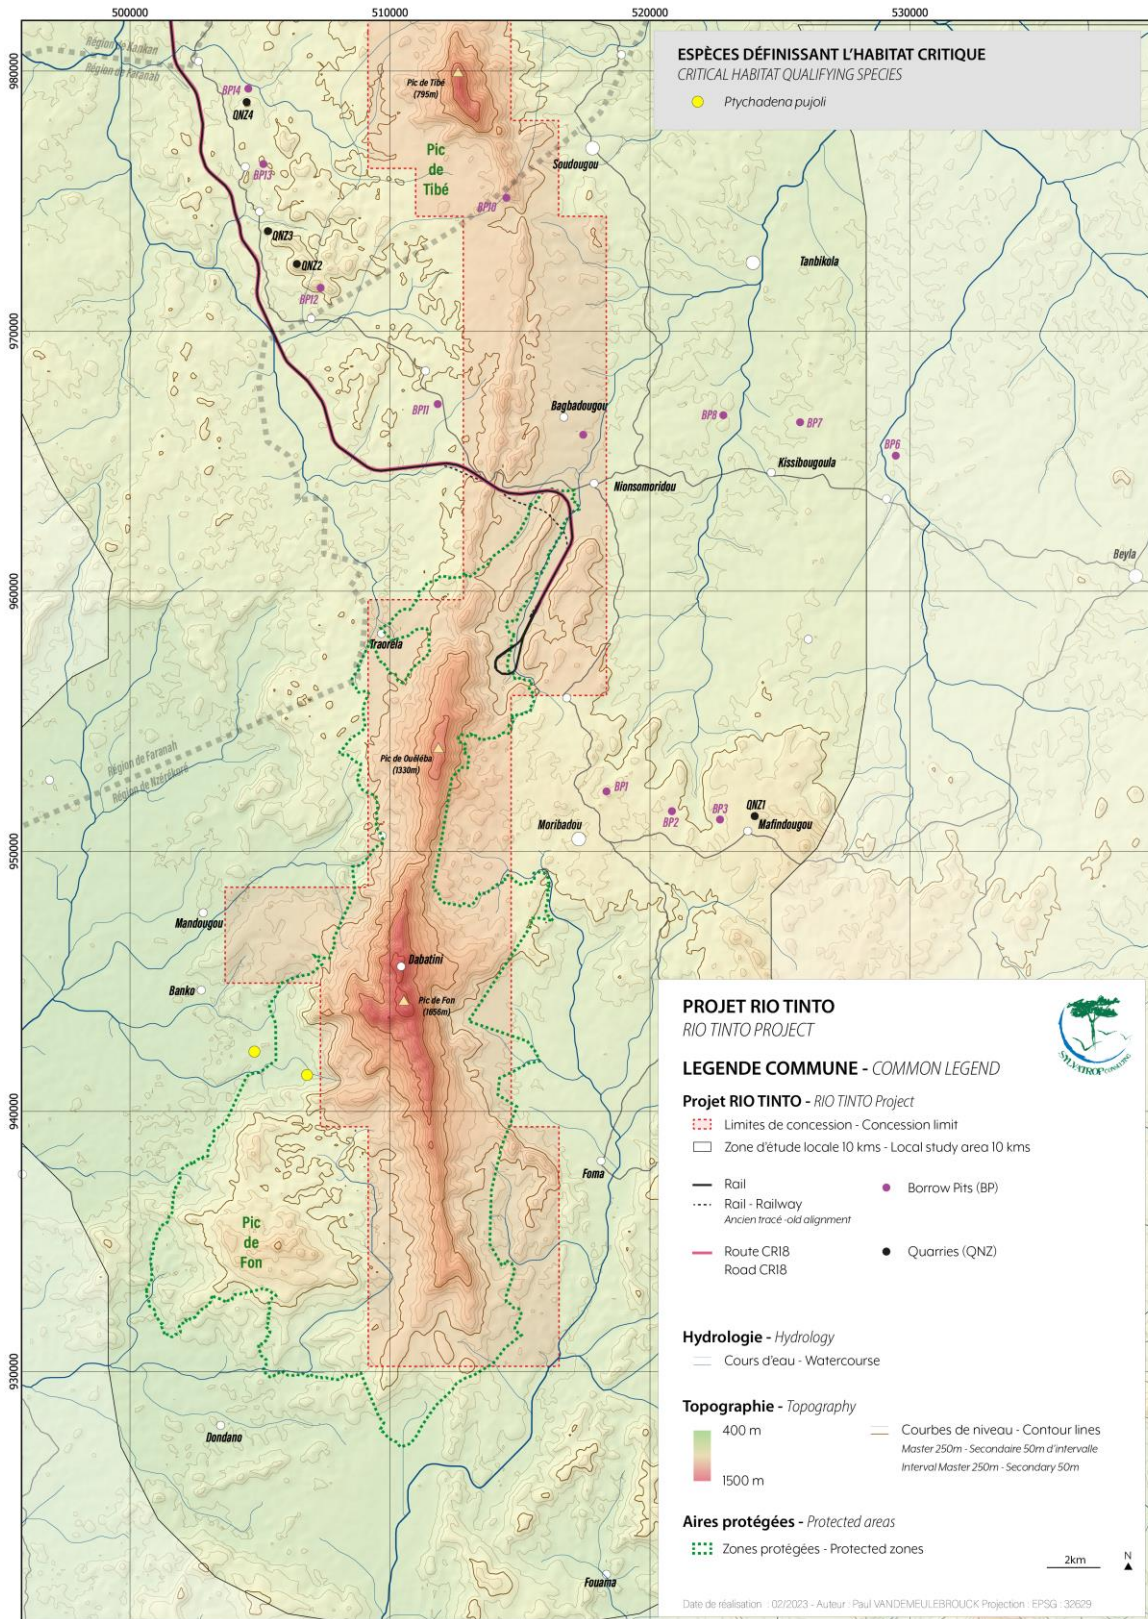 500000
510000
520000
530000
980000
970000
960000
950000
940000
930000
ESPÈCES DÉFINISSANT L'HABITAT CRITIQUE
CRITICAL HABITAT QUALIFYING SPECIES
Ptychadena pujoli
Région de Kankan
Région de Faranah
BP14
QNZ4
BP13
QNZ3
QNZ2
BP12
Pic de Tibé
(795m)
Pic
de
Tibé
BP10
Soudougou
Tanbikola
BP11
Bagbadougou
BP8
BP7
BP6
Kissibougoula
Nionsomoridou
Beyla
Traoréla
Région de Faranah
Région de Nzérékoré
Pic de Ouéléba
(1330m)
BP1
BP2
BP3
QNZ1
Mafindougou
Moribadou
Mandougou
Banko
Dabatini
Pic de Fon
(1656m)
Foma
Pic
de
Fon
Dondano
Fouama
PROJET RIO TINTO
RIO TINTO PROJECT
SYLVATROP CONSULTING
LEGENDE COMMUNE - COMMON LEGEND
Projet RIO TINTO - RIO TINTO Project
Limites de concession - Concession limit
Zone d'étude locale 10 kms - Local study area 10 kms
Rail
Rail - Railway
Ancien tracé -old alignment
Borrow Pits (BP)
Route CR18
Road CR18
Quarries (QNZ)
Hydrologie - Hydrology
Cours d'eau - Watercourse
Topographie - Topography
400 m
1500 m
Courbes de niveau - Contour lines
Master 250m - Secondaire 50m d'intervalle
Interval Master 250m - Secondary 50m
Aires protégées - Protected areas
Zones protégées - Protected zones
2km
N
Date de réalisation : 02/2023 - Auteur : Paul VANDEMEULEBROUCK Projection : EPSG : 32629